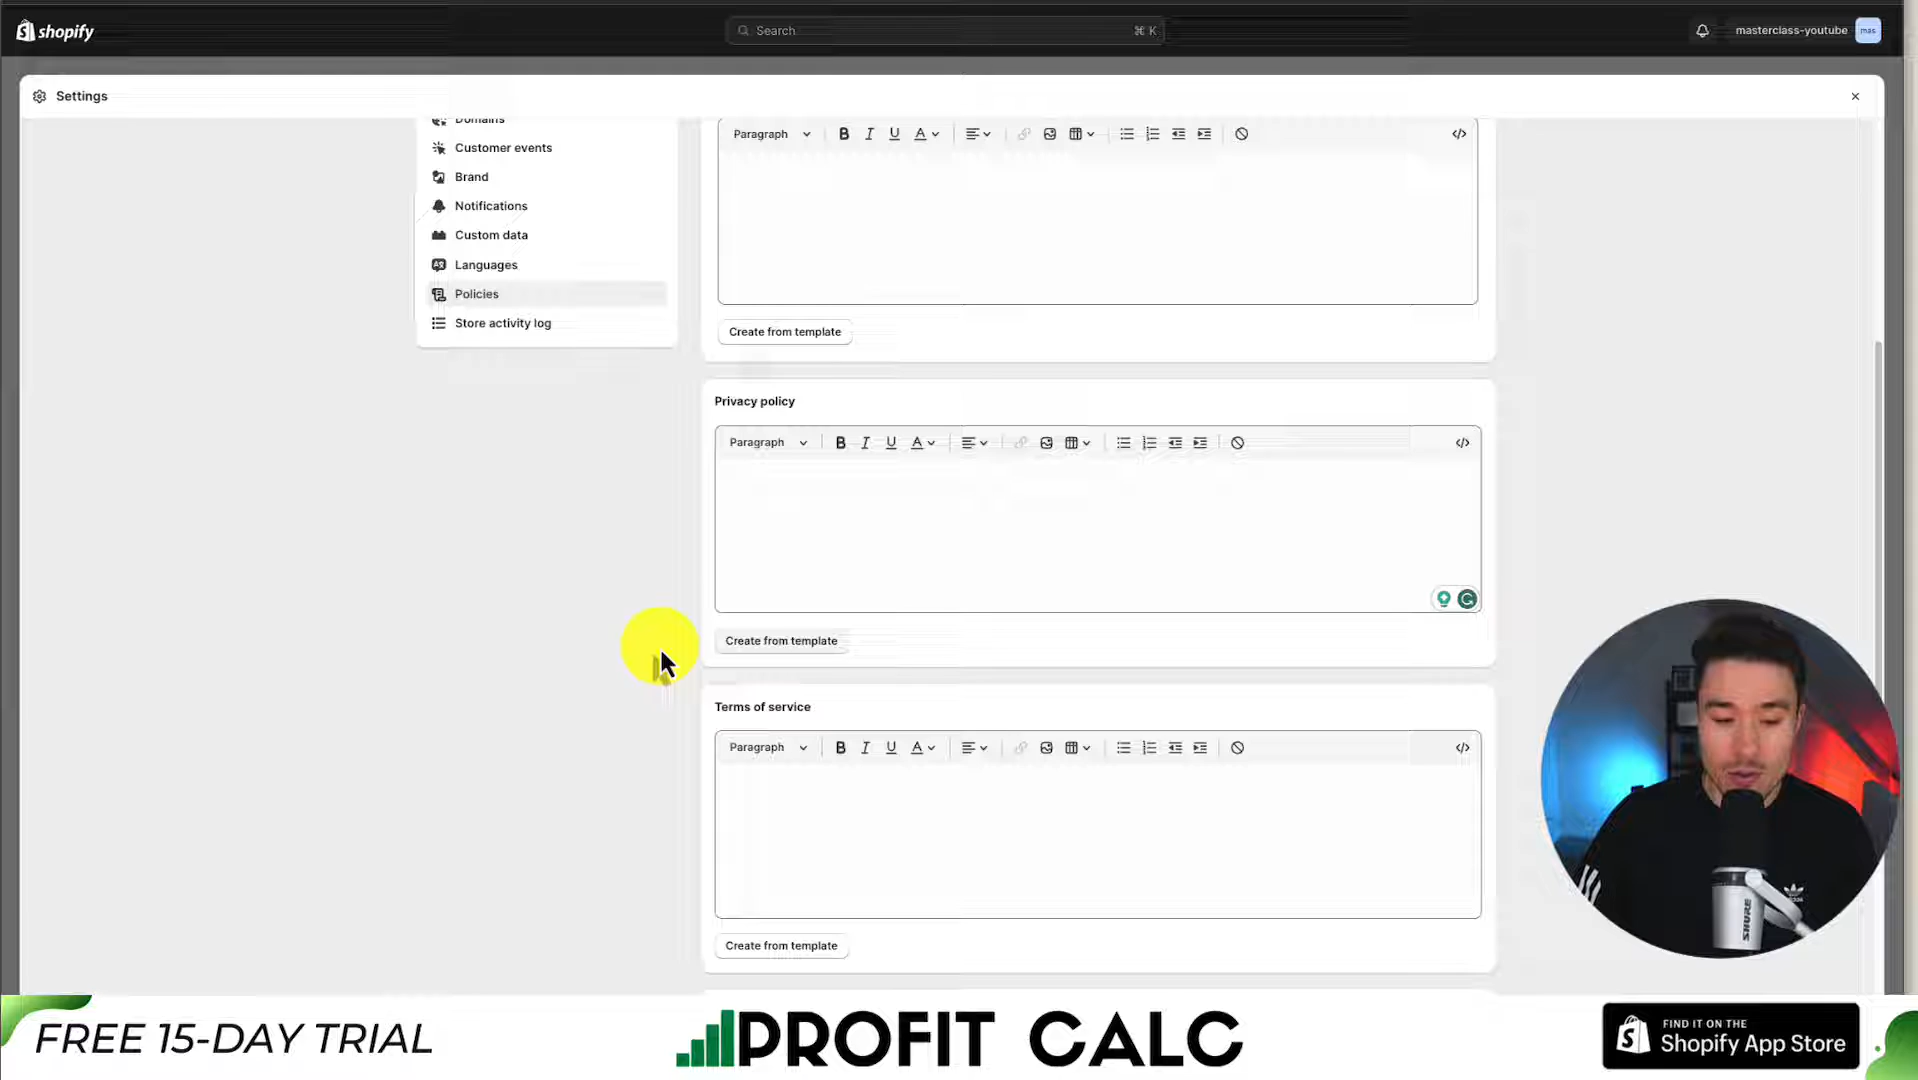 shopify
Search
⌘ K
masterclass-youtube
mas
Settings
Domains
Customer events
Brand
Notifications
Custom data
Languages
Policies
Store activity log
Paragraph
B I U A
</>
Create from template
Privacy policy
Paragraph
B I U A
</>
Create from template
Terms of service
Paragraph
B I U A
</>
Create from template
SHURE
FREE 15-DAY TRIAL
PROFIT CALC
FIND IT ON THE
Shopify App Store